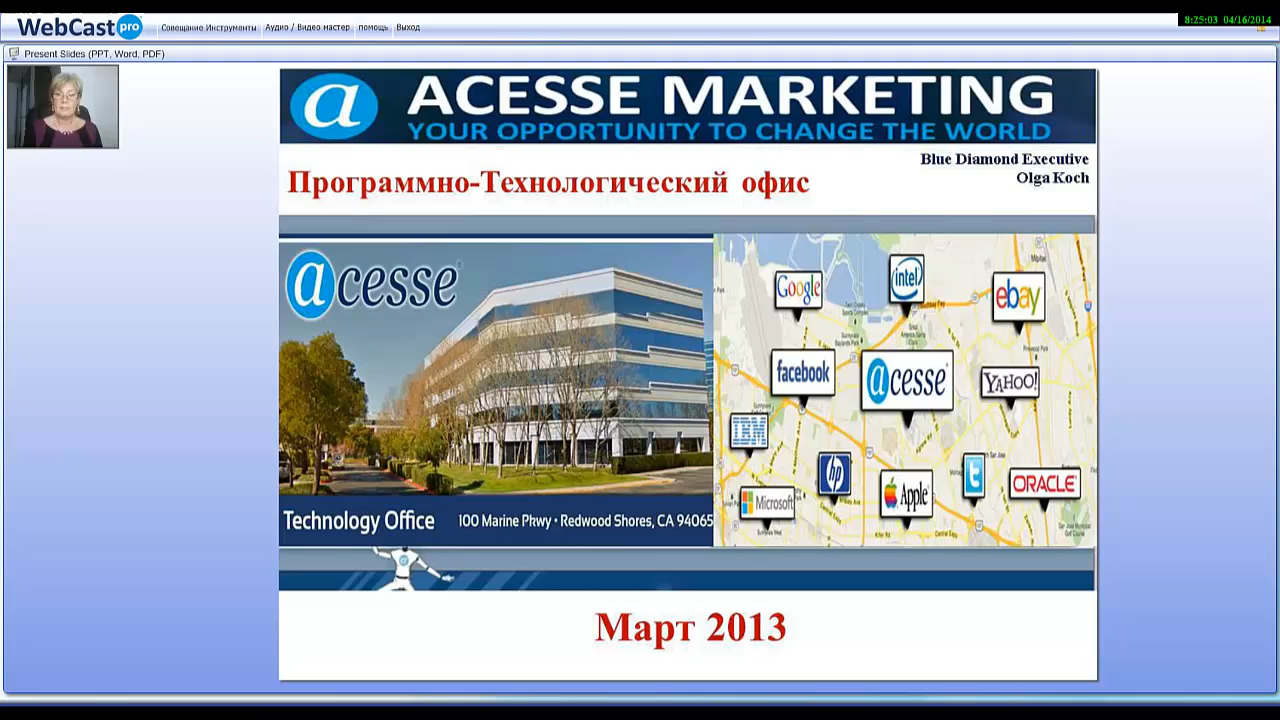 WebCast pro
Совещание Инструменты Аудио / Видео мастер помощь Выход
8:25:03 04/16/2014
Present Slides (PPT, Word, PDF)
a ACESSE MARKETING
YOUR OPPORTUNITY TO CHANGE THE WORLD
Blue Diamond Executive
Olga Koch
Программно-Технологический офис
acesse
Google
intel
ebay
facebook
acesse
YAHOO!
IBM
hp
Microsoft
Apple
t
ORACLE
Technology Office 100 Marine Pkwy • Redwood Shores, CA 94065
Март 2013